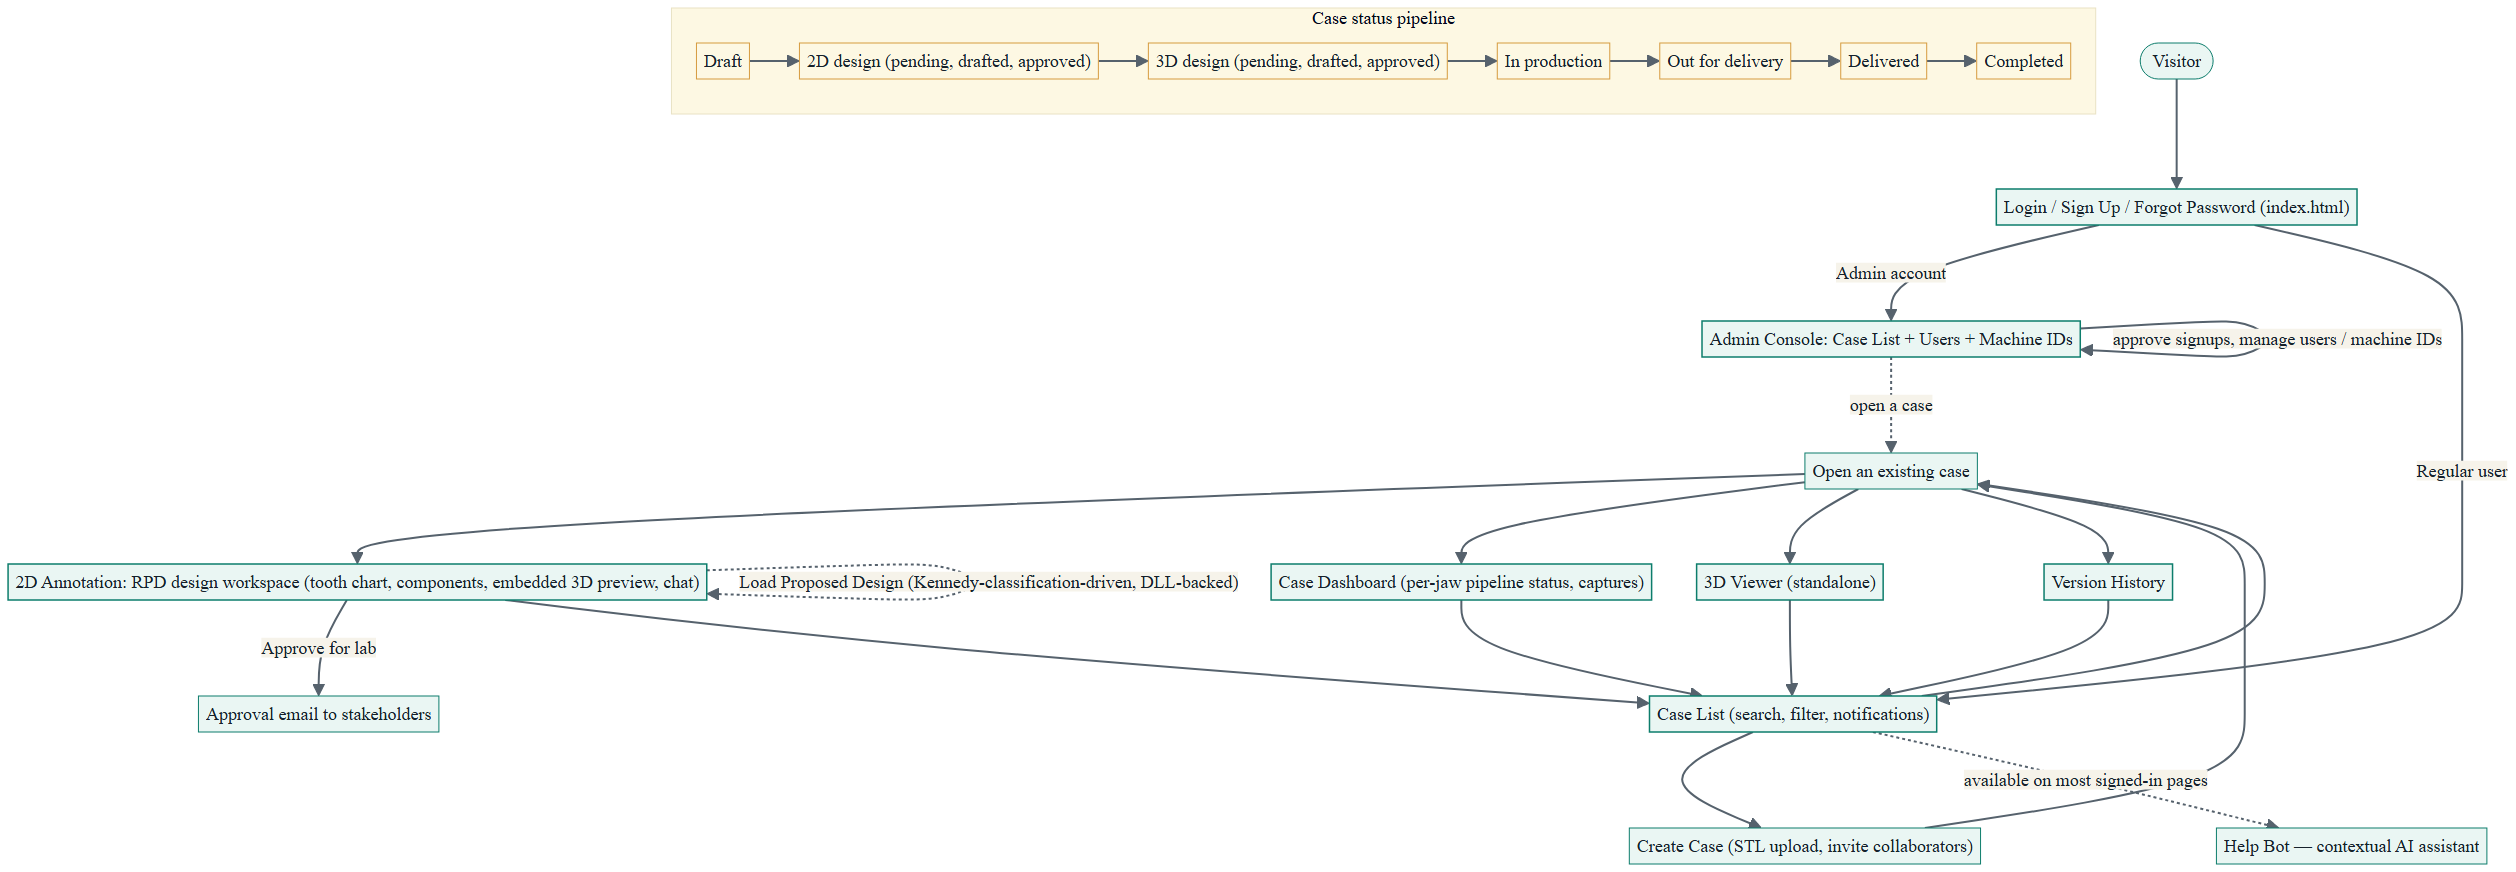 Case status pipeline
Draft
2D design (pending, drafted, approved)
3D design (pending, drafted, approved)
In production
Out for delivery
Delivered
Completed
Visitor
Login / Sign Up / Forgot Password (index.html)
Admin account
Admin Console: Case List + Users + Machine IDs
approve signups, manage users / machine IDs
open a case
Open an existing case
Regular user
2D Annotation: RPD design workspace (tooth chart, components, embedded 3D preview, chat)
Load Proposed Design (Kennedy-classification-driven, DLL-backed)
Case Dashboard (per-jaw pipeline status, captures)
3D Viewer (standalone)
Version History
Approve for lab
Approval email to stakeholders
Case List (search, filter, notifications)
available on most signed-in pages
Create Case (STL upload, invite collaborators)
Help Bot — contextual AI assistant